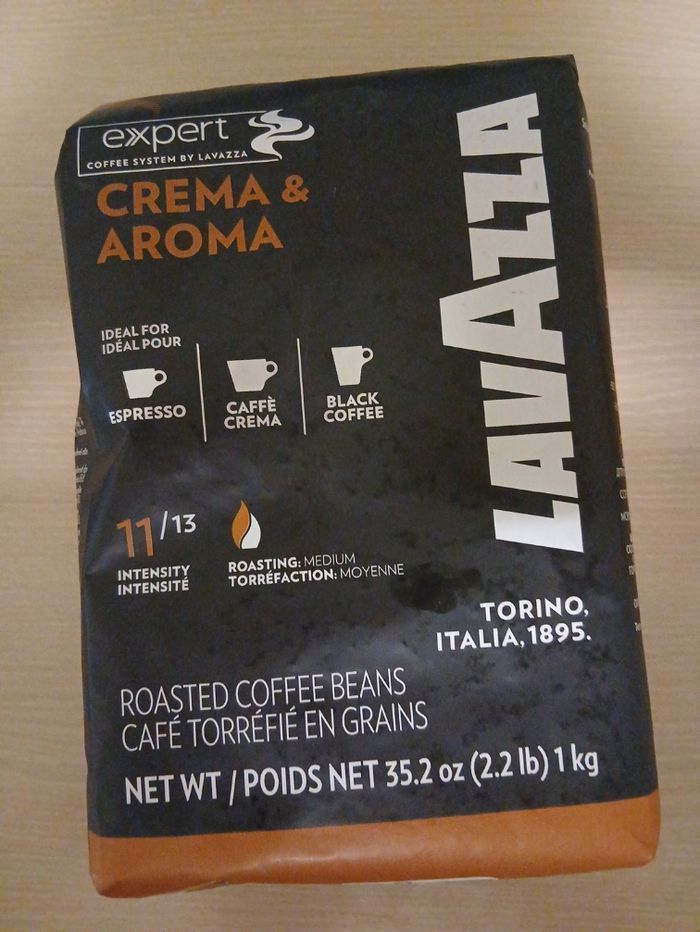 expert
COFFEE SYSTEM BY LAVAZZA
CREMA &
AROMA
LAVAZZA
IDEAL FOR
IDÉAL POUR
ESPRESSO
CAFFÈ
CREMA
BLACK
COFFEE
11/13
INTENSITY
INTENSITÉ
ROASTING: MEDIUM
TORRÉFACTION: MOYENNE
TORINO,
ITALIA, 1895.
ROASTED COFFEE BEANS
CAFÉ TORRÉFIÉ EN GRAINS
NET WT / POIDS NET 35.2 oz (2.2 lb) 1 kg